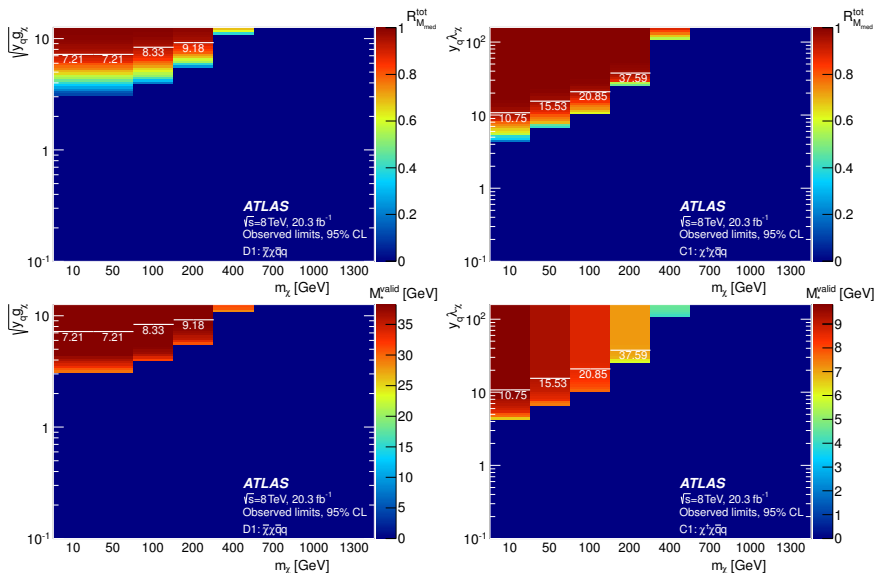 √y_q g_χ
10
1
10⁻¹
7.21
8.33
9.18
ATLAS
√s=8 TeV, 20.3 fb⁻¹
Observed limits, 95% CL
D1: χ̄χq̄q
10 50 100 200 400 700 1000 1300
m_χ [GeV]
R^tot_M_med
1
0.8
0.6
0.4
0.2
0
y_q λ_χ
10²
10
1
10⁻¹
10.75
15.53
20.85
37.59
ATLAS
√s=8 TeV, 20.3 fb⁻¹
Observed limits, 95% CL
C1: χ⁺χq̄q
10 50 100 200 400 700 1000 1300
m_χ [GeV]
R^tot_M_med
1
0.8
0.6
0.4
0.2
0
√y_q g_χ
10
1
10⁻¹
7.21 7.21
8.33
9.18
ATLAS
√s=8 TeV, 20.3 fb⁻¹
Observed limits, 95% CL
D1: χ̄χq̄q
10 50 100 200 400 700 1000 1300
m_χ [GeV]
M_*^valid [GeV]
35
30
25
20
15
10
5
0
y_q λ_χ
10²
10
1
10⁻¹
10.75
15.53
20.85
37.59
ATLAS
√s=8 TeV, 20.3 fb⁻¹
Observed limits, 95% CL
C1: χ⁺χq̄q
10 50 100 200 400 700 1000 1300
m_χ [GeV]
M_*^valid [GeV]
9
8
7
6
5
4
3
2
1
0